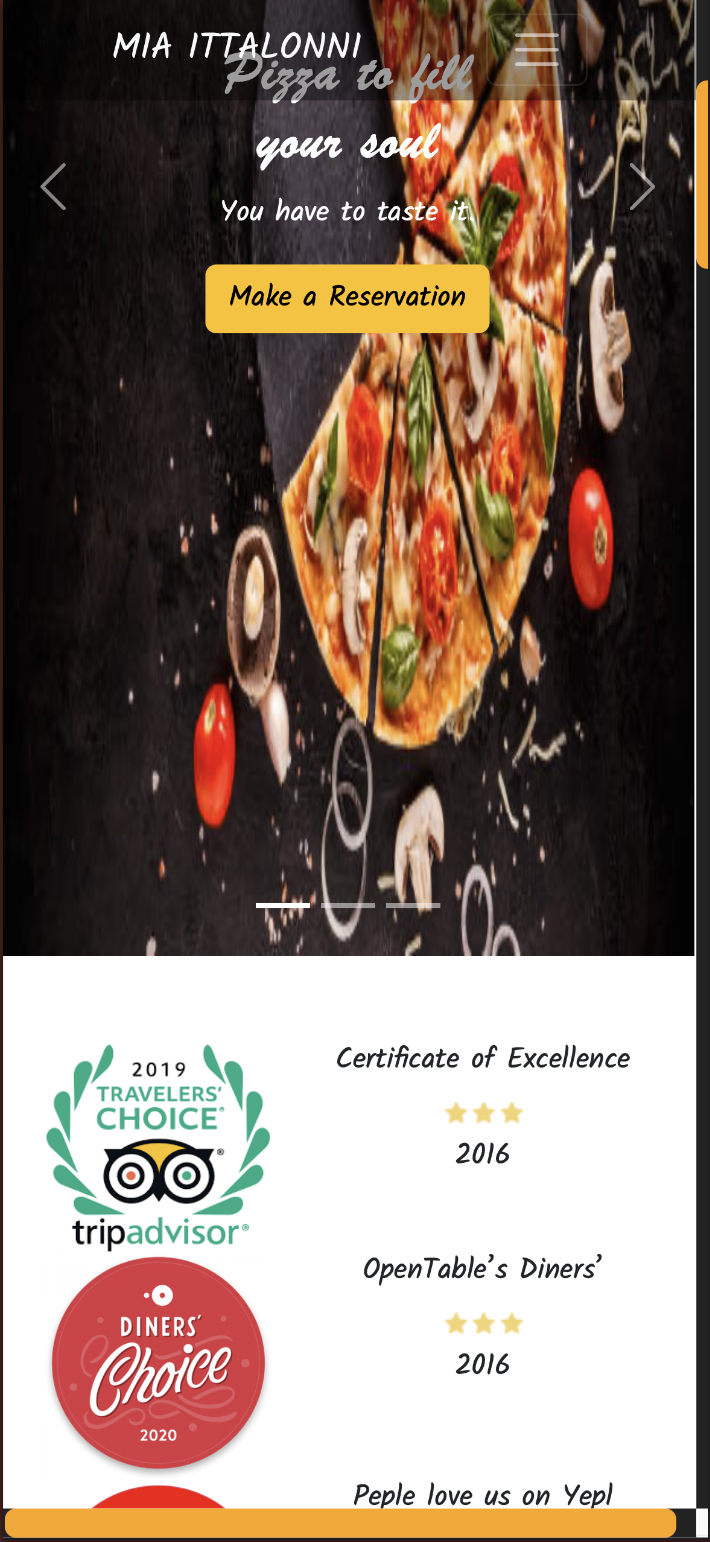 MIA ITTALONNI
Pizza to fill
your soul
You have to taste it.
Make a Reservation
2019
TRAVELERS'
CHOICE®
tripadvisor®
Certificate of Excellence
2016
DINERS'
Choice
2020
OpenTable's Diners'
2016
Peple love us on Yepl